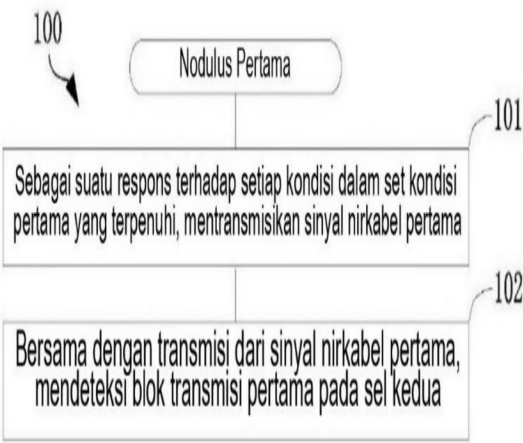 100
Nodulus Pertama
101
Sebagai suatu respons terhadap setiap kondisi dalam set kondisi
pertama yang terpenuhi, mentransmisikan sinyal nirkabel pertama
102
Bersama dengan transmisi dari sinyal nirkabel pertama,
mendeteksi blok transmisi pertama pada sel kedua